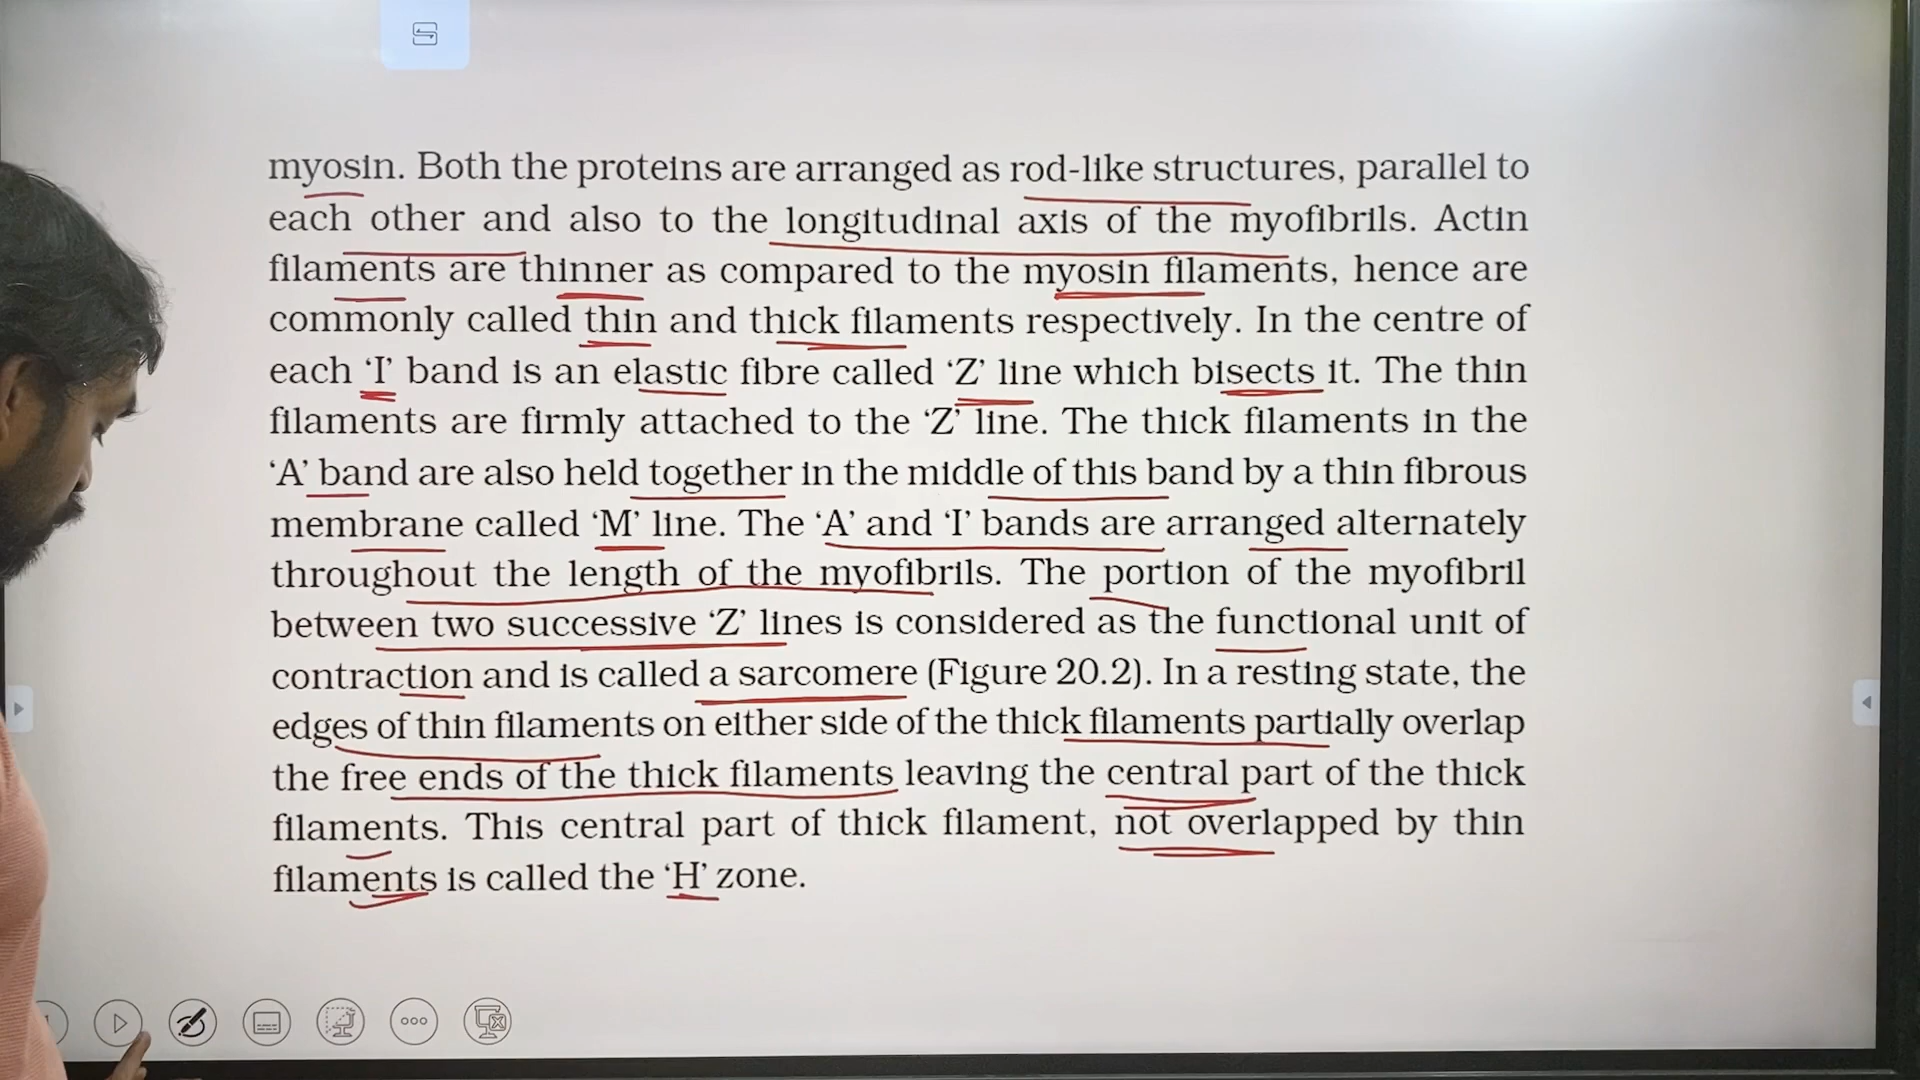 myosin. Both the proteins are arranged as rod-like structures, parallel to
each other and also to the longitudinal axis of the myofibrils. Actin
filaments are thinner as compared to the myosin filaments, hence are
commonly called thin and thick filaments respectively. In the centre of
each ‘I’ band is an elastic fibre called ‘Z’ line which bisects it. The thin
filaments are firmly attached to the ‘Z’ line. The thick filaments in the
‘A’ band are also held together in the middle of this band by a thin fibrous
membrane called ‘M’ line. The ‘A’ and ‘I’ bands are arranged alternately
throughout the length of the myofibrils. The portion of the myofibril
between two successive ‘Z’ lines is considered as the functional unit of
contraction and is called a sarcomere (Figure 20.2). In a resting state, the
edges of thin filaments on either side of the thick filaments partially overlap
the free ends of the thick filaments leaving the central part of the thick
filaments. This central part of thick filament, not overlapped by thin
filaments is called the ‘H’ zone.